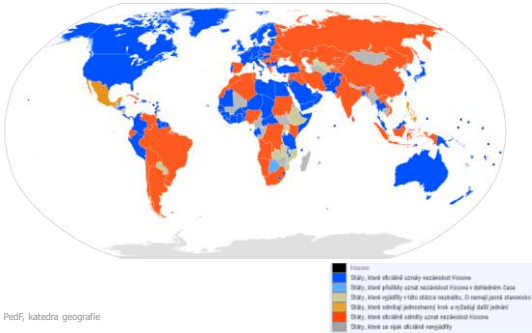 Kosovo
Státy, které oficiálně uznaly nezávislost Kosova
Státy, které přislíbily uznat nezávislost Kosova v dohledném čase
Státy, které vyjádřily v této otázce neutralitu, či nemají jasné stanovisko
Státy, které odmítají jednostranný krok a vyžadují další jednání
Státy, které oficiálně odmítly uznat nezávislost Kosova
Státy, které se nijak oficiálně nevyjádřily
PedF, katedra geografie